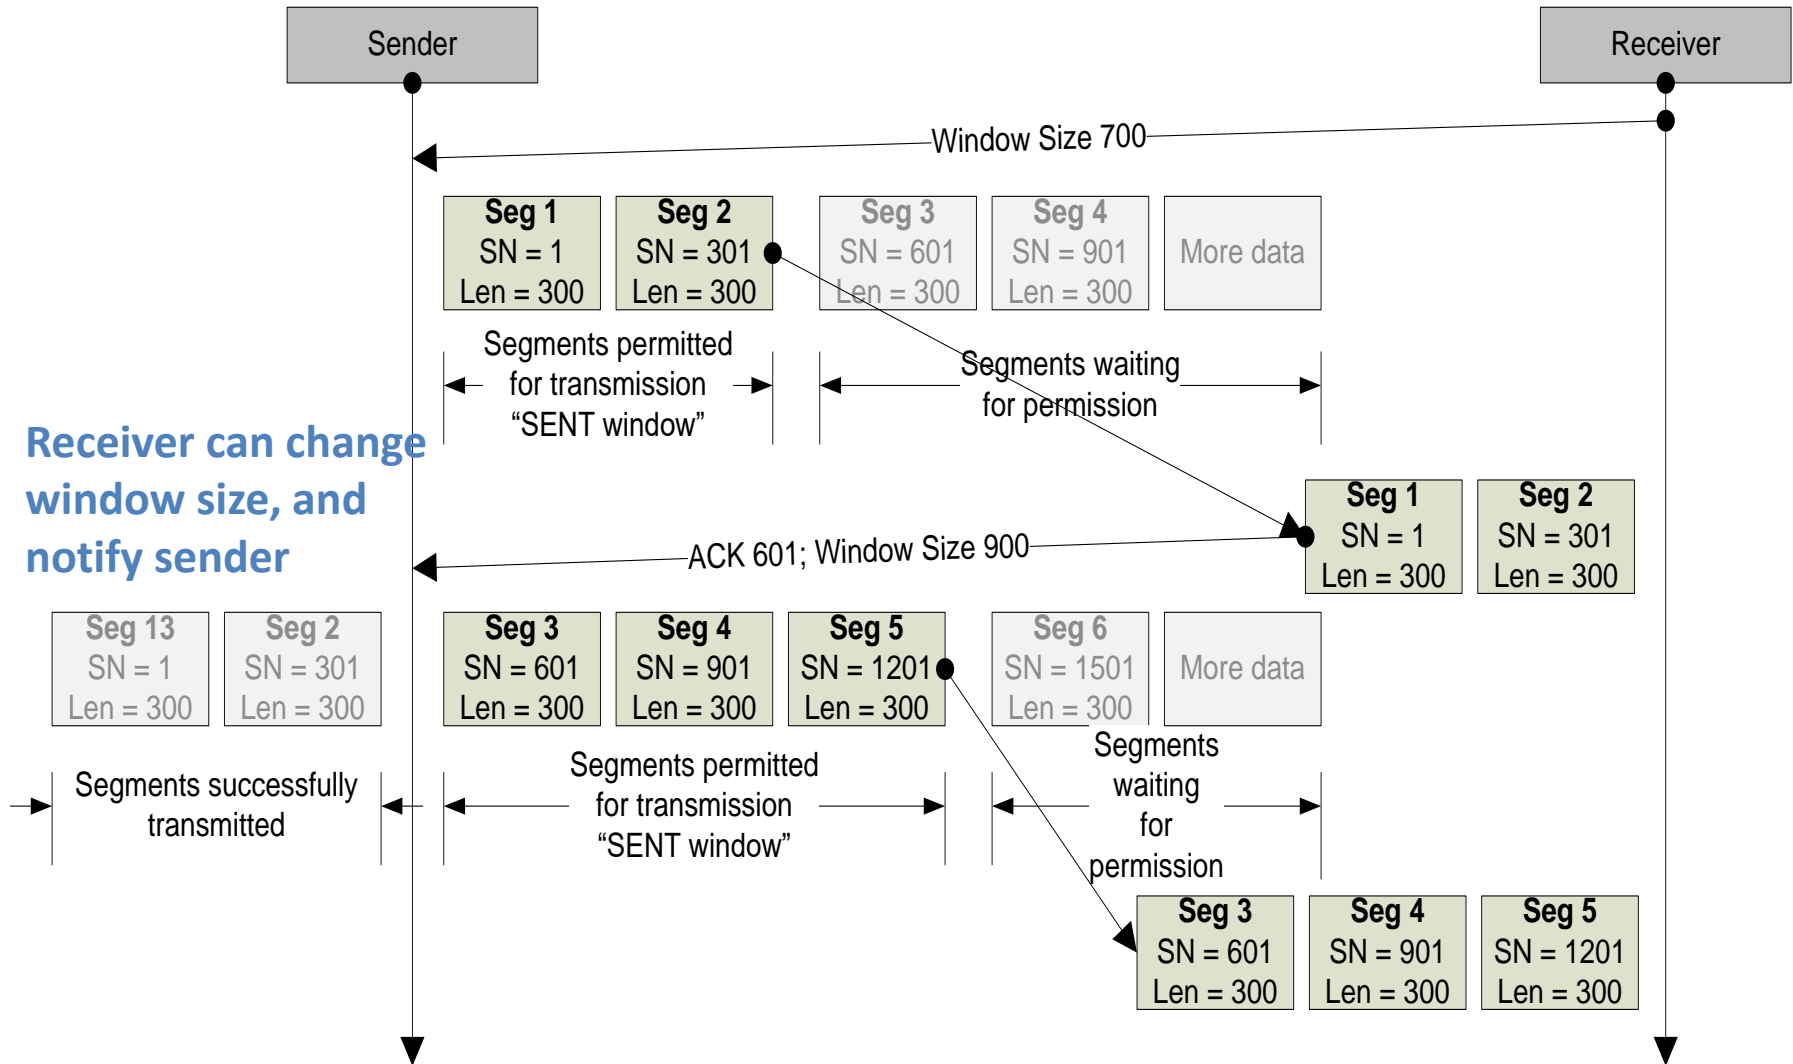 Sender
Receiver
Window Size 700
Seg 1
SN = 1
Len = 300
Seg 2
SN = 301
Len = 300
Seg 3
SN = 601
Len = 300
Seg 4
SN = 901
Len = 300
More data
Segments permitted
for transmission
“SENT window”
Segments waiting
for permission
Receiver can change
window size, and
notify sender
Seg 1
SN = 1
Len = 300
Seg 2
SN = 301
Len = 300
ACK 601; Window Size 900
Seg 13
SN = 1
Len = 300
Seg 2
SN = 301
Len = 300
Seg 3
SN = 601
Len = 300
Seg 4
SN = 901
Len = 300
Seg 5
SN = 1201
Len = 300
Seg 6
SN = 1501
Len = 300
More data
Segments successfully
transmitted
Segments permitted
for transmission
“SENT window”
Segments
waiting
for
permission
Seg 3
SN = 601
Len = 300
Seg 4
SN = 901
Len = 300
Seg 5
SN = 1201
Len = 300